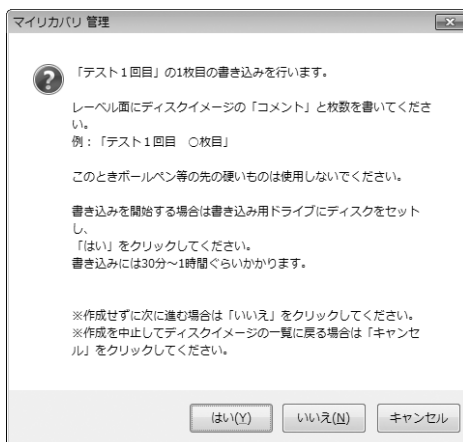 マイリカバリ 管理
「テスト１回目」の1枚目の書き込みを行います。
レーベル面にディスクイメージの「コメント」と枚数を書いてくださ
い。
例：「テスト１回目　○枚目」
このときボールペン等の先の硬いものは使用しないでください。
書き込みを開始する場合は書き込み用ドライブにディスクをセット
し、
「はい」をクリックしてください。
書き込みには30分～1時間ぐらいかかります。
※作成せずに次に進む場合は「いいえ」をクリックしてください。
※作成を中止してディスクイメージの一覧に戻る場合は「キャンセ
ル」をクリックしてください。
はい(Y) いいえ(N) キャンセル